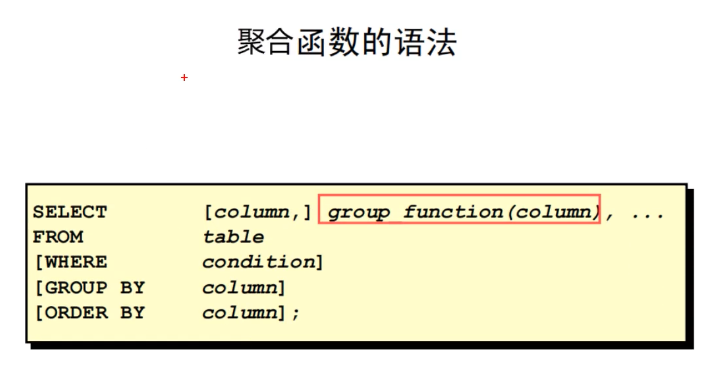 聚合函数的语法
SELECT [column,] group function(column), ...
FROM table
[WHERE condition]
[GROUP BY column]
[ORDER BY column];